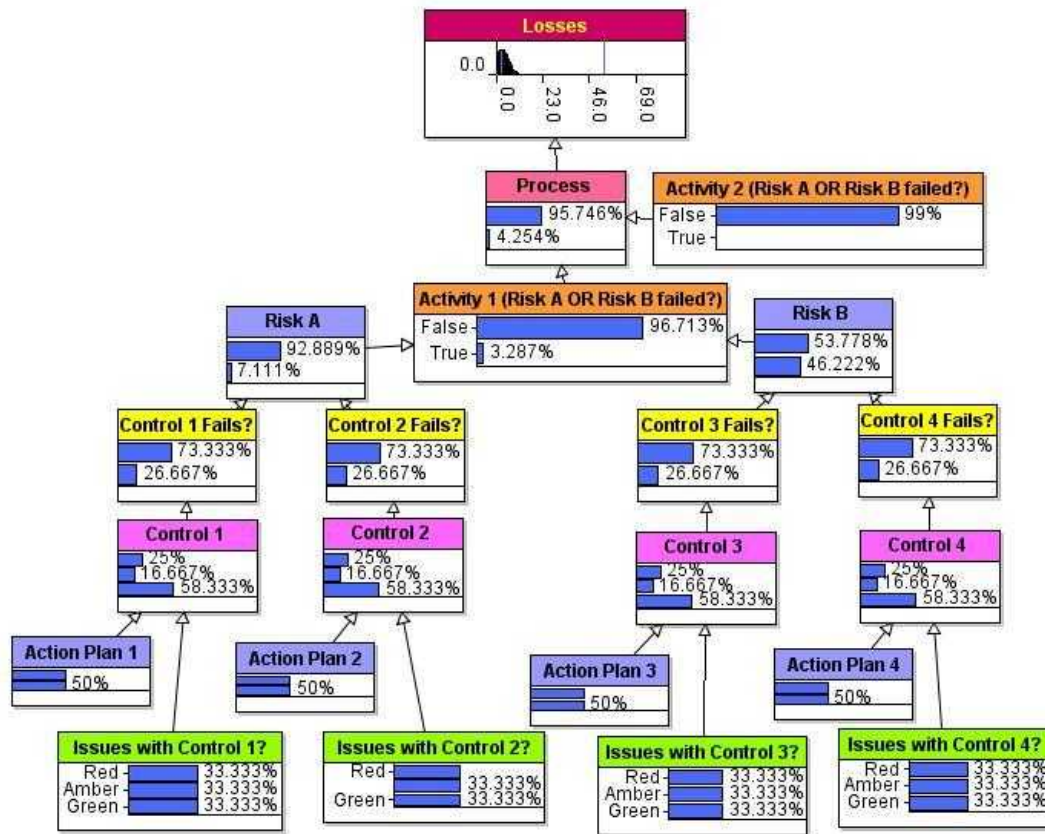 Losses
0.0
0.0 23.0 46.0 69.0
Process
95.746%
4.254%
Activity 2 (Risk A OR Risk B failed?)
False 99%
True
Activity 1 (Risk A OR Risk B failed?)
False 96.713%
True 3.287%
Risk A
92.889%
7.111%
Risk B
53.778%
46.222%
Control 1 Fails?
73.333%
26.667%
Control 2 Fails?
73.333%
26.667%
Control 3 Fails?
73.333%
26.667%
Control 4 Fails?
73.333%
26.667%
Control 1
25%
16.667%
58.333%
Control 2
25%
16.667%
58.333%
Control 3
25%
16.667%
58.333%
Control 4
25%
16.667%
58.333%
Action Plan 1
50%
Action Plan 2
50%
Action Plan 3
50%
Action Plan 4
50%
Issues with Control 1?
Red 33.333%
Amber 33.333%
Green 33.333%
Issues with Control 2?
Red
33.333%
Green 33.333%
Issues with Control 3?
Red 33.333%
Amber 33.333%
Green 33.333%
Issues with Control 4?
Red 33.333%
Amber 33.333%
Green 33.333%